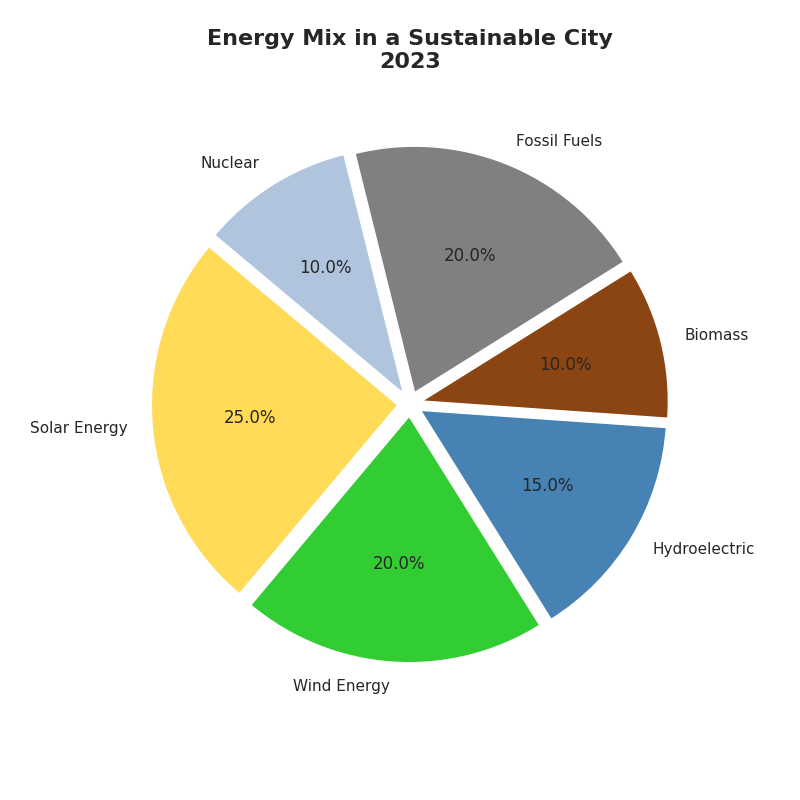 Energy Mix in a Sustainable City
2023
Fossil Fuels
Nuclear
20.0%
10.0%
Biomass
10.0%
Solar Energy
25.0%
15.0%
Hydroelectric
20.0%
Wind Energy